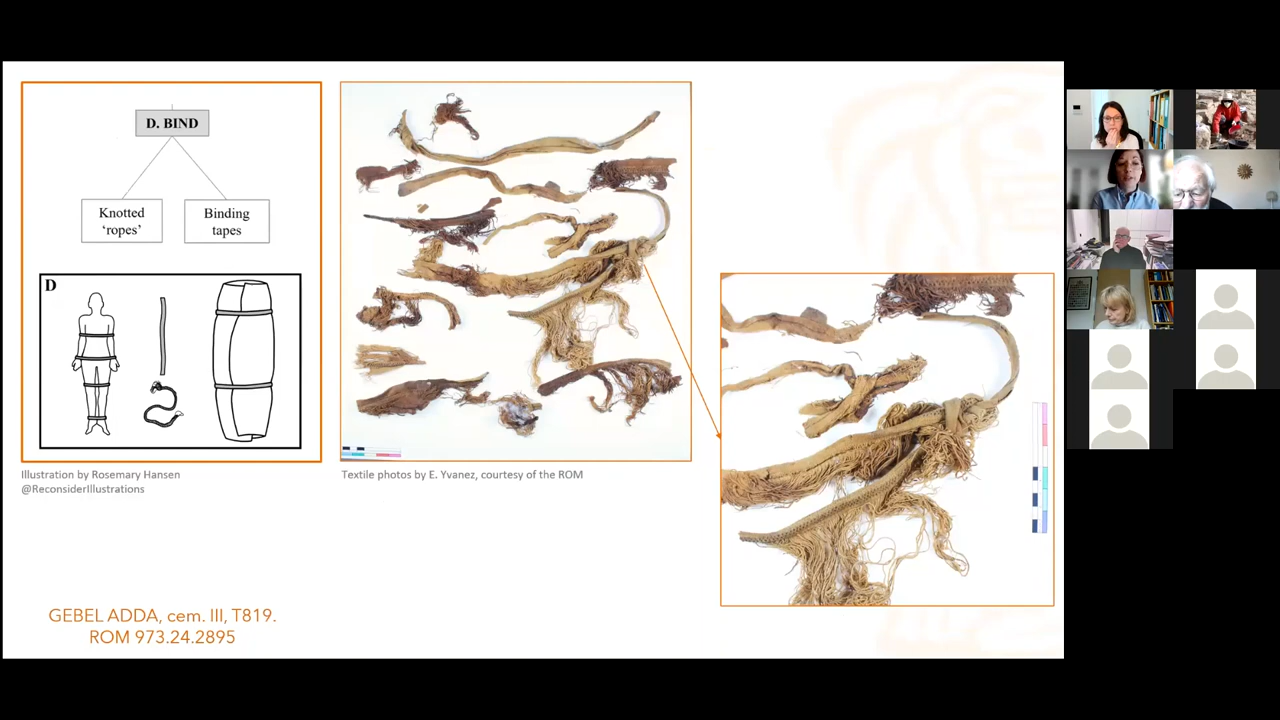 D. BIND
Knotted
‘ropes’
Binding
tapes
D
Illustration by Rosemary Hansen
@ReconsiderIllustrations
Textile photos by E. Yvanez, courtesy of the ROM
GEBEL ADDA, cem. III, T819.
ROM 973.24.2895